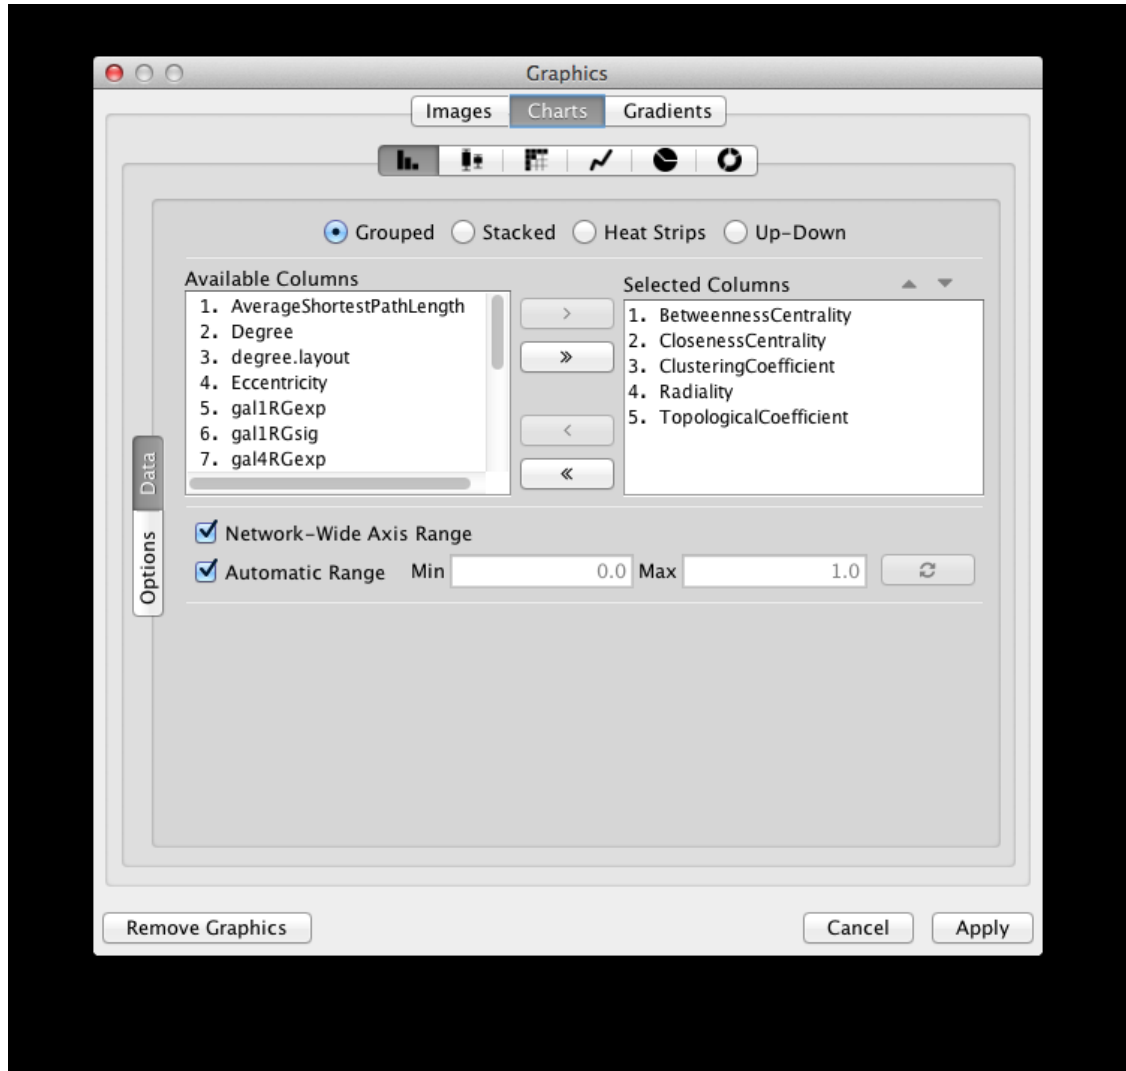 Graphics
Images Charts Gradients
Grouped Stacked Heat Strips Up-Down
Available Columns
1. AverageShortestPathLength
2. Degree
3. degree.layout
4. Eccentricity
5. gal1RGexp
6. gal1RGsig
7. gal4RGexp
>
»
<
«
Selected Columns
1. BetweennessCentrality
2. ClosenessCentrality
3. ClusteringCoefficient
4. Radiality
5. TopologicalCoefficient
Data
Options
Network-Wide Axis Range
Automatic Range Min 0.0 Max 1.0
Remove Graphics Cancel Apply